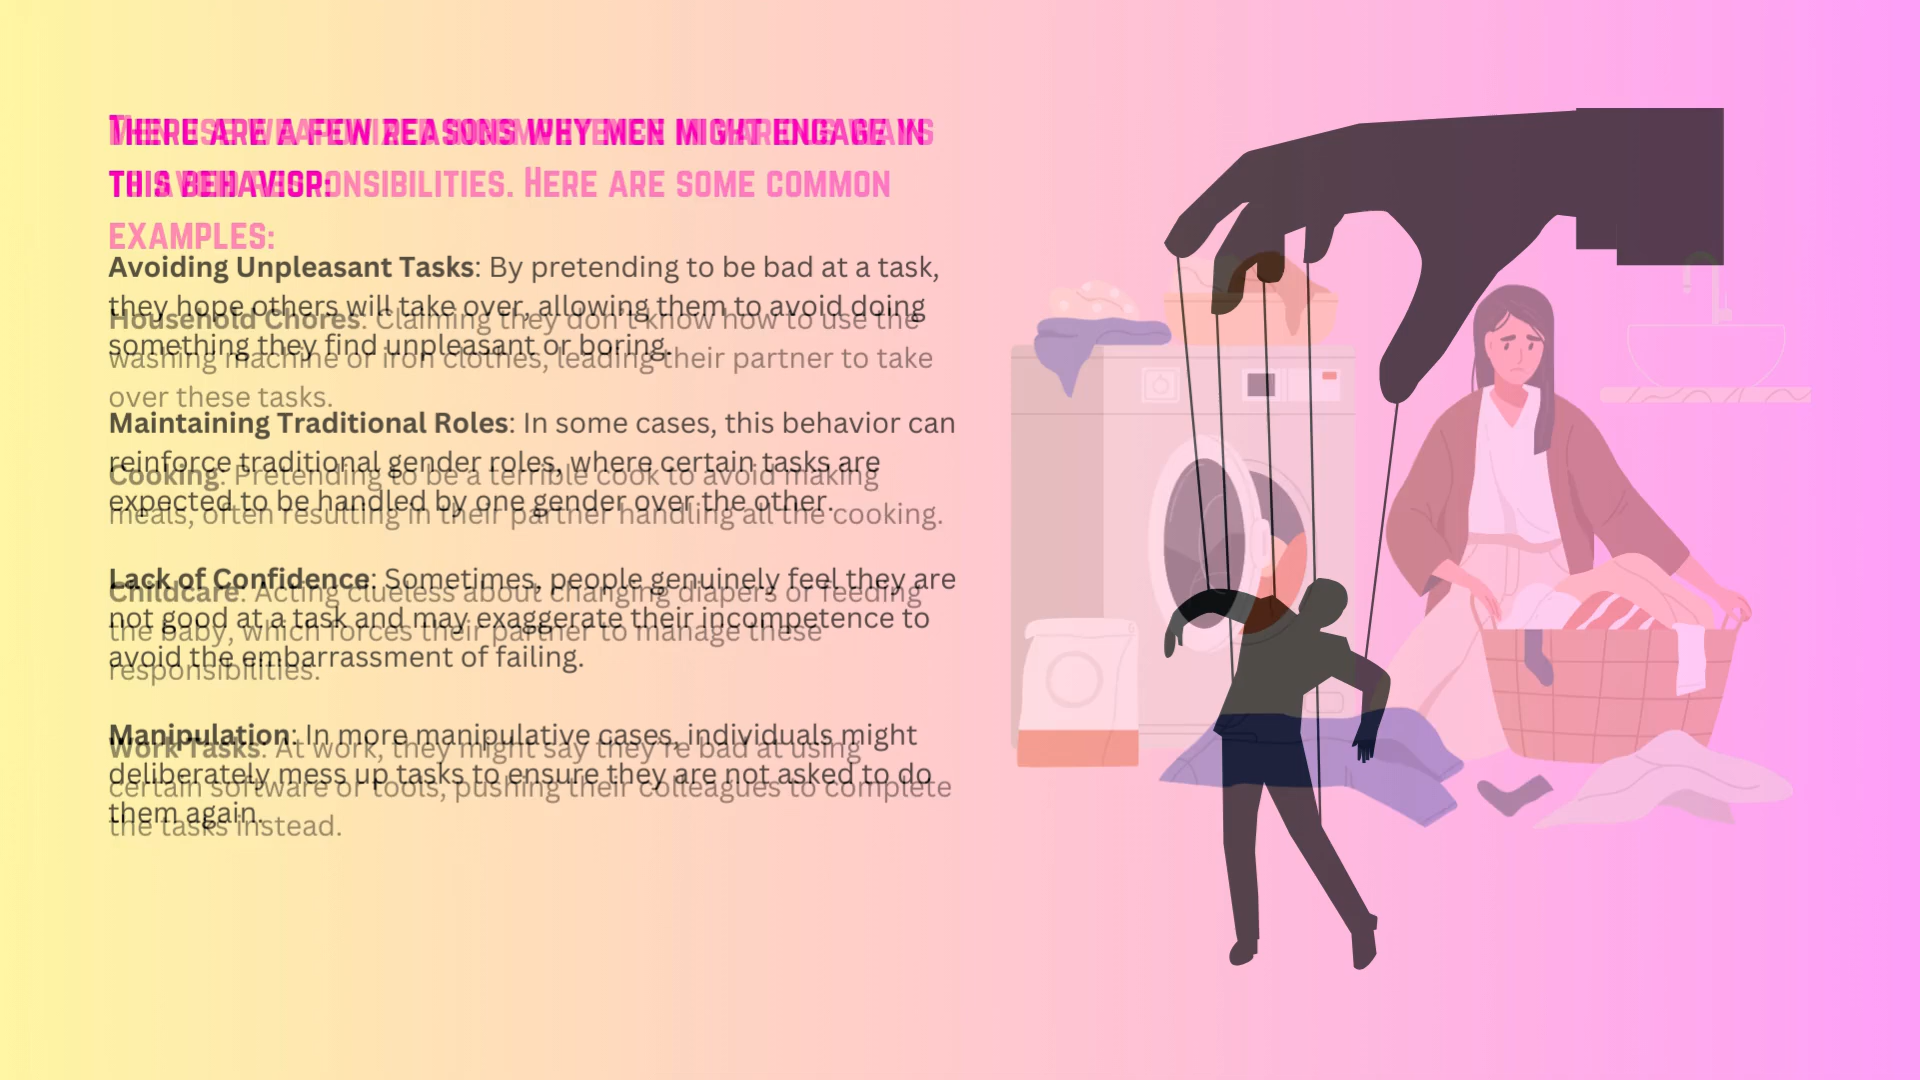 There are a few reasons why men might engage in
this behavior:
responsibilities. Here are some common
examples:
Avoiding Unpleasant Tasks: By pretending to be bad at a task,
they hope others will take over, allowing them to avoid doing
something they find unpleasant or boring.
Household Chores: Claiming they don't know how to use the
washing machine or iron clothes, leading their partner to take
over these tasks.
Maintaining Traditional Roles: In some cases, this behavior can
reinforce traditional gender roles, where certain tasks are
expected to be handled by one gender over the other.
Cooking: Pretending to be a terrible cook to avoid making
meals, often resulting in their partner handling all the cooking.
Lack of Confidence: Sometimes, people genuinely feel they are
not good at a task and may exaggerate their incompetence to
avoid the embarrassment of failing.
Childcare: Acting clueless about changing diapers or feeding
the baby, which forces their partner to manage these
responsibilities.
Manipulation: In more manipulative cases, individuals might
deliberately mess up tasks to ensure they are not asked to do
them again.
Work Tasks: At work, they might say they're bad at using
certain software or tools, pushing their colleagues to complete
the tasks instead.